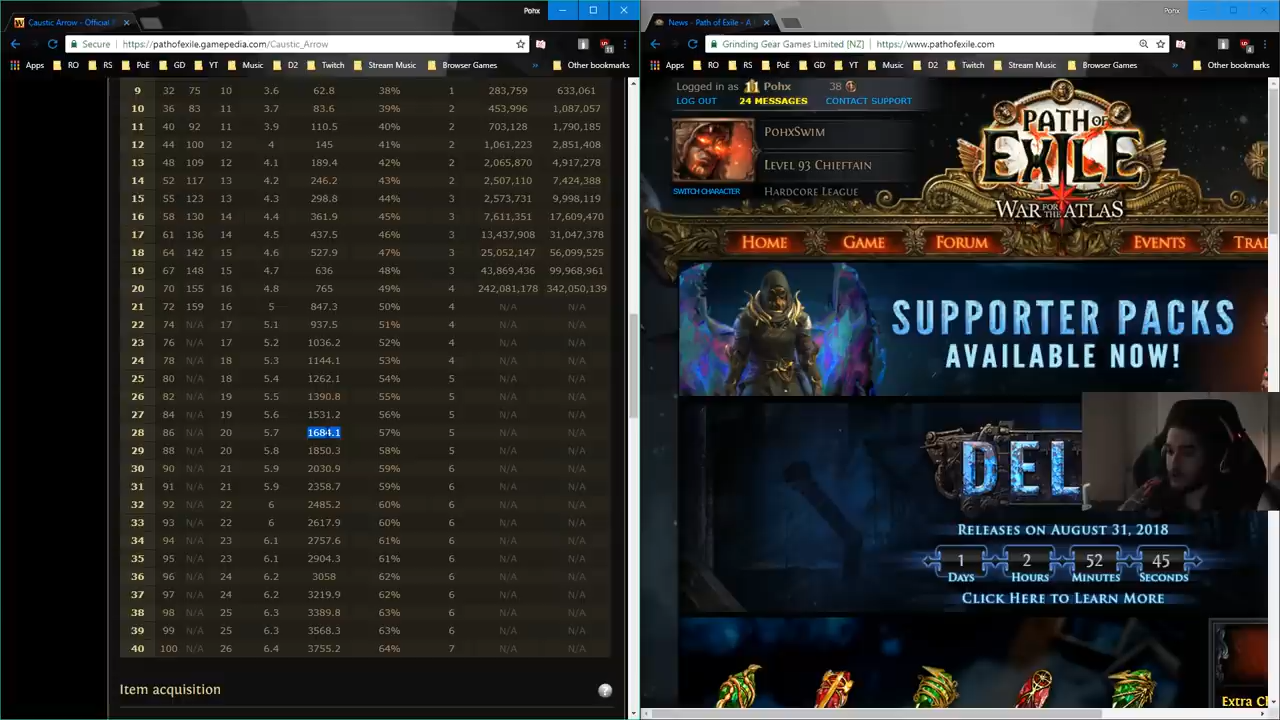 Caustic Arrow - Official
Pohx
Secure
https://pathofexile.gamepedia.com/Caustic_Arrow
11
Apps RO RS PoE GD YT Music D2 Twitch Stream Music Browser Games » Other bookmarks
9 32 75 10 3.6 62.8 38% 1 283,759 633,061
10 36 83 11 3.7 83.6 39% 2 453,996 1,087,057
11 40 92 11 3.9 110.5 40% 2 703,128 1,790,185
12 44 100 12 4 145 41% 2 1,061,223 2,851,408
13 48 109 12 4.1 189.4 42% 2 2,065,870 4,917,278
14 52 117 13 4.2 246.2 43% 2 2,507,110 7,424,388
15 55 123 13 4.3 298.8 44% 3 2,573,731 9,998,119
16 58 130 14 4.4 361.9 45% 3 7,611,351 17,609,470
17 61 136 14 4.5 437.5 46% 3 13,437,908 31,047,378
18 64 142 15 4.6 527.9 47% 3 25,052,147 56,099,525
19 67 148 15 4.7 636 48% 3 43,869,436 99,968,961
20 70 155 16 4.8 765 49% 4 242,081,178 342,050,139
21 72 159 16 5 847.3 50% 4 N/A N/A
22 74 N/A 17 5.1 937.5 51% 4 N/A N/A
23 76 N/A 17 5.2 1036.2 52% 4 N/A N/A
24 78 N/A 18 5.3 1144.1 53% 4 N/A N/A
25 80 N/A 18 5.4 1262.1 54% 5 N/A N/A
26 82 N/A 19 5.5 1390.8 55% 5 N/A N/A
27 84 N/A 19 5.6 1531.2 56% 5 N/A N/A
28 86 N/A 20 5.7 1684.1 57% 5 N/A N/A
29 88 N/A 20 5.8 1850.3 58% 5 N/A N/A
30 90 N/A 21 5.9 2030.9 59% 6 N/A N/A
31 91 N/A 21 5.9 2358.7 59% 6 N/A N/A
32 92 N/A 22 6 2485.2 60% 6 N/A N/A
33 93 N/A 22 6 2617.9 60% 6 N/A N/A
34 94 N/A 23 6.1 2757.6 61% 6 N/A N/A
35 95 N/A 23 6.1 2904.3 61% 6 N/A N/A
36 96 N/A 24 6.2 3058 62% 6 N/A N/A
37 97 N/A 24 6.2 3219.9 62% 6 N/A N/A
38 98 N/A 25 6.3 3389.8 63% 6 N/A N/A
39 99 N/A 25 6.3 3568.3 63% 6 N/A N/A
40 100 N/A 26 6.4 3755.2 64% 7 N/A N/A
Item acquisition
?
News - Path of Exile - A
Pohx
Grinding Gear Games Limited [NZ]
https://www.pathofexile.com
4
Apps RO RS PoE GD YT Music D2 Twitch Stream Music Browser Games » Other bookmarks
Logged in as Pohx 38
LOG OUT 24 MESSAGES CONTACT SUPPORT
PohxSwim
Level 93 Chieftain
SWITCH CHARACTER
Hardcore League
PATH
OF
EXILE
WAR FOR THE ATLAS
HOME GAME FORUM EVENTS TRA
SUPPORTER PACKS
AVAILABLE NOW!
DEL
RELEASES ON AUGUST 31, 2018
1 2 52 45
DAYS HOURS MINUTES SECONDS
CLICK HERE TO LEARN MORE
Extra C